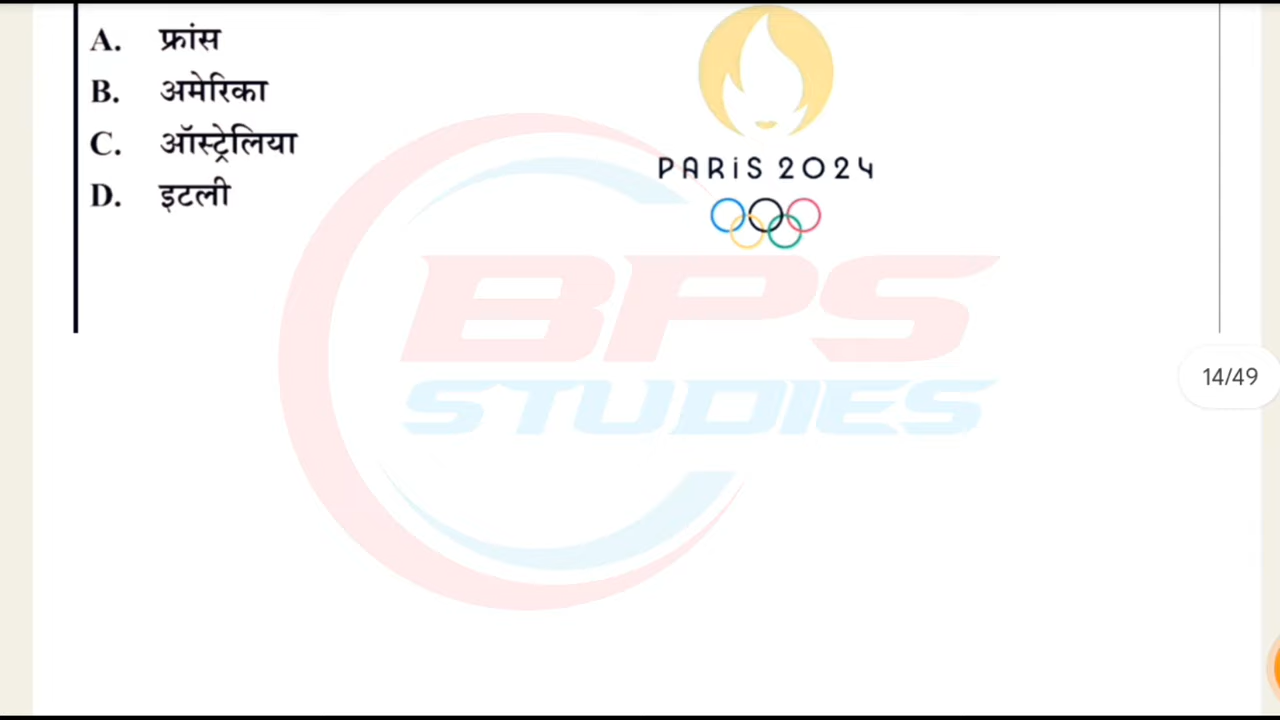 A. फ्रांस
B. अमेरिका
C. ऑस्ट्रेलिया
D. इटली
PARiS 2024
BPS
STUDIES
14/49